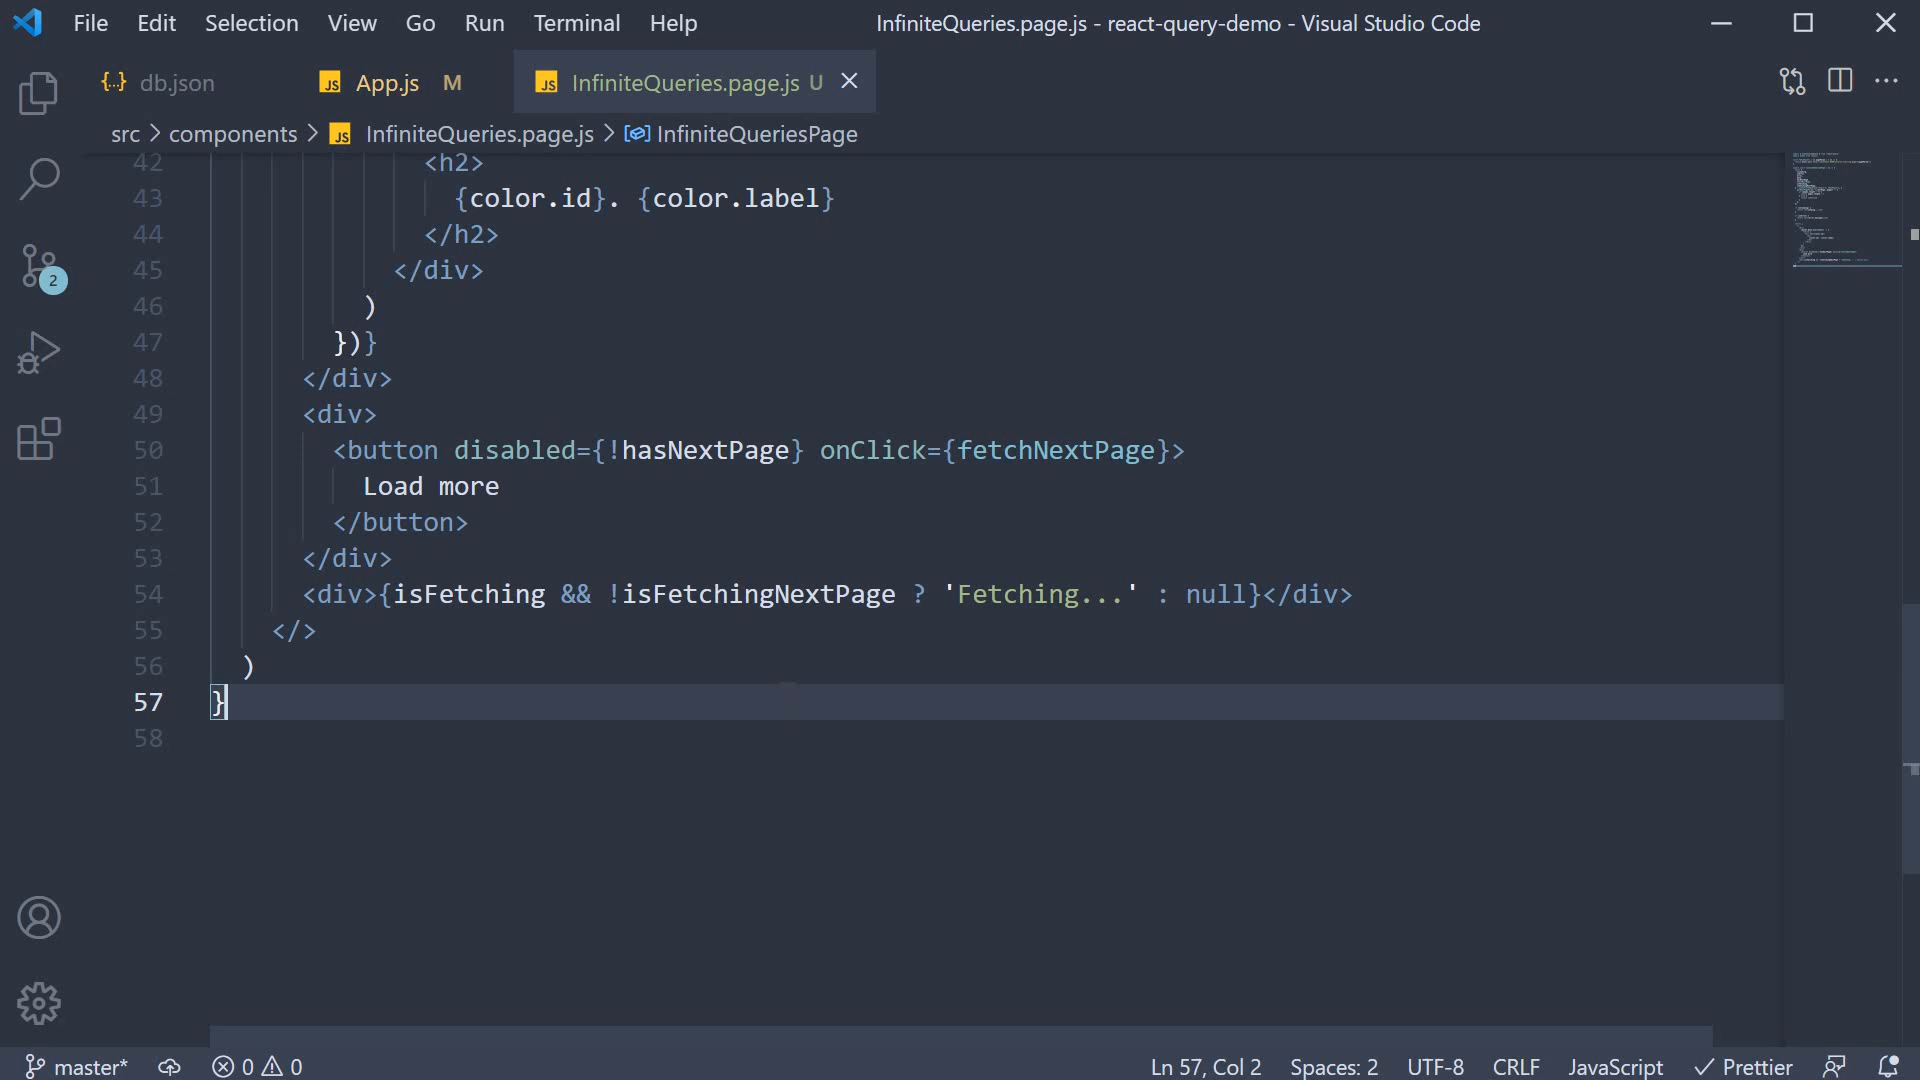 File Edit Selection View Go Run Terminal Help InfiniteQueries.page.js - react-query-demo - Visual Studio Code
{..} db.json JS App.js M JS InfiniteQueries.page.js U
src > components > JS InfiniteQueries.page.js > InfiniteQueriesPage
42 <h2>
43 {color.id}. {color.label}
44 </h2>
45 </div>
46 )
47 })}
48 </div>
49 <div>
50 <button disabled={!hasNextPage} onClick={fetchNextPage}>
51 Load more
52 </button>
53 </div>
54 <div>{isFetching && !isFetchingNextPage ? 'Fetching...' : null}</div>
55 </>
56 )
57 }
58
2
master* 0 0 Ln 57, Col 2 Spaces: 2 UTF-8 CRLF JavaScript Prettier